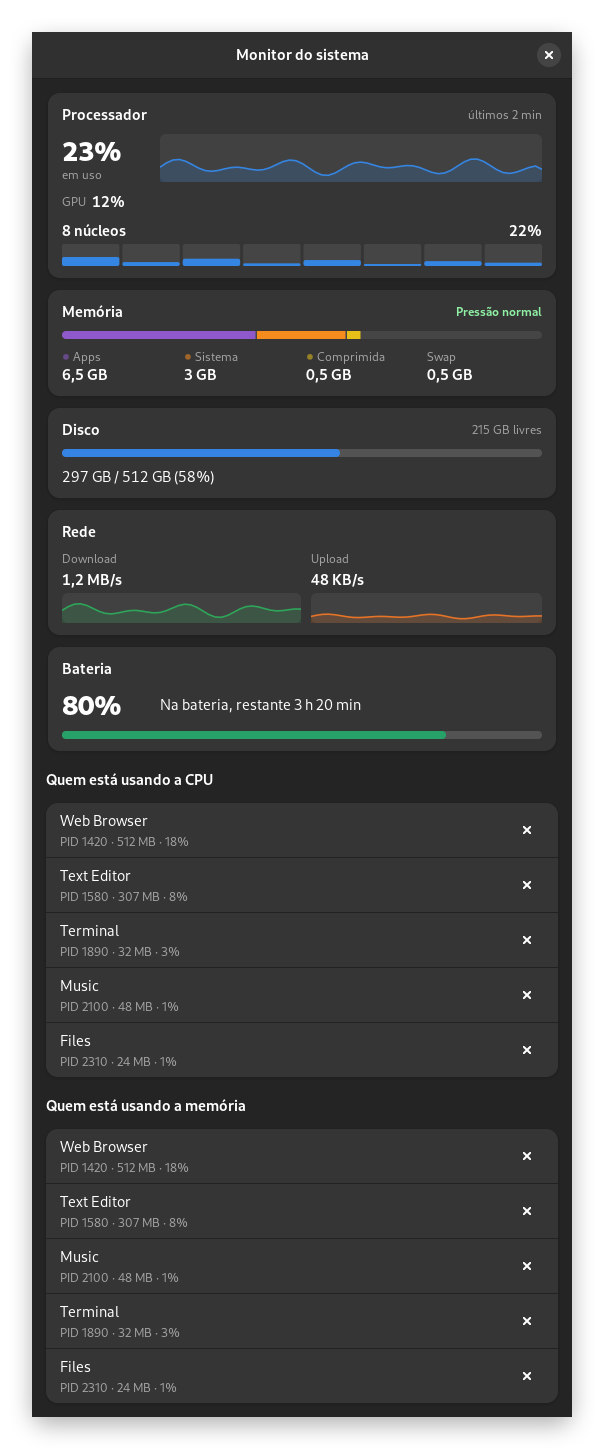 Monitor do sistema
Processador
últimos 2 min
23%
em uso
GPU 12%
8 núcleos
22%
Memória
Pressão normal
Apps
Sistema
Comprimida
Swap
6,5 GB
3 GB
0,5 GB
0,5 GB
Disco
215 GB livres
297 GB / 512 GB (58%)
Rede
Download
Upload
1,2 MB/s
48 KB/s
Bateria
80%
Na bateria, restante 3 h 20 min
Quem está usando a CPU
Web Browser
PID 1420 · 512 MB · 18%
Text Editor
PID 1580 · 307 MB · 8%
Terminal
PID 1890 · 32 MB · 3%
Music
PID 2100 · 48 MB · 1%
Files
PID 2310 · 24 MB · 1%
Quem está usando a memória
Web Browser
PID 1420 · 512 MB · 18%
Text Editor
PID 1580 · 307 MB · 8%
Music
PID 2100 · 48 MB · 1%
Terminal
PID 1890 · 32 MB · 3%
Files
PID 2310 · 24 MB · 1%